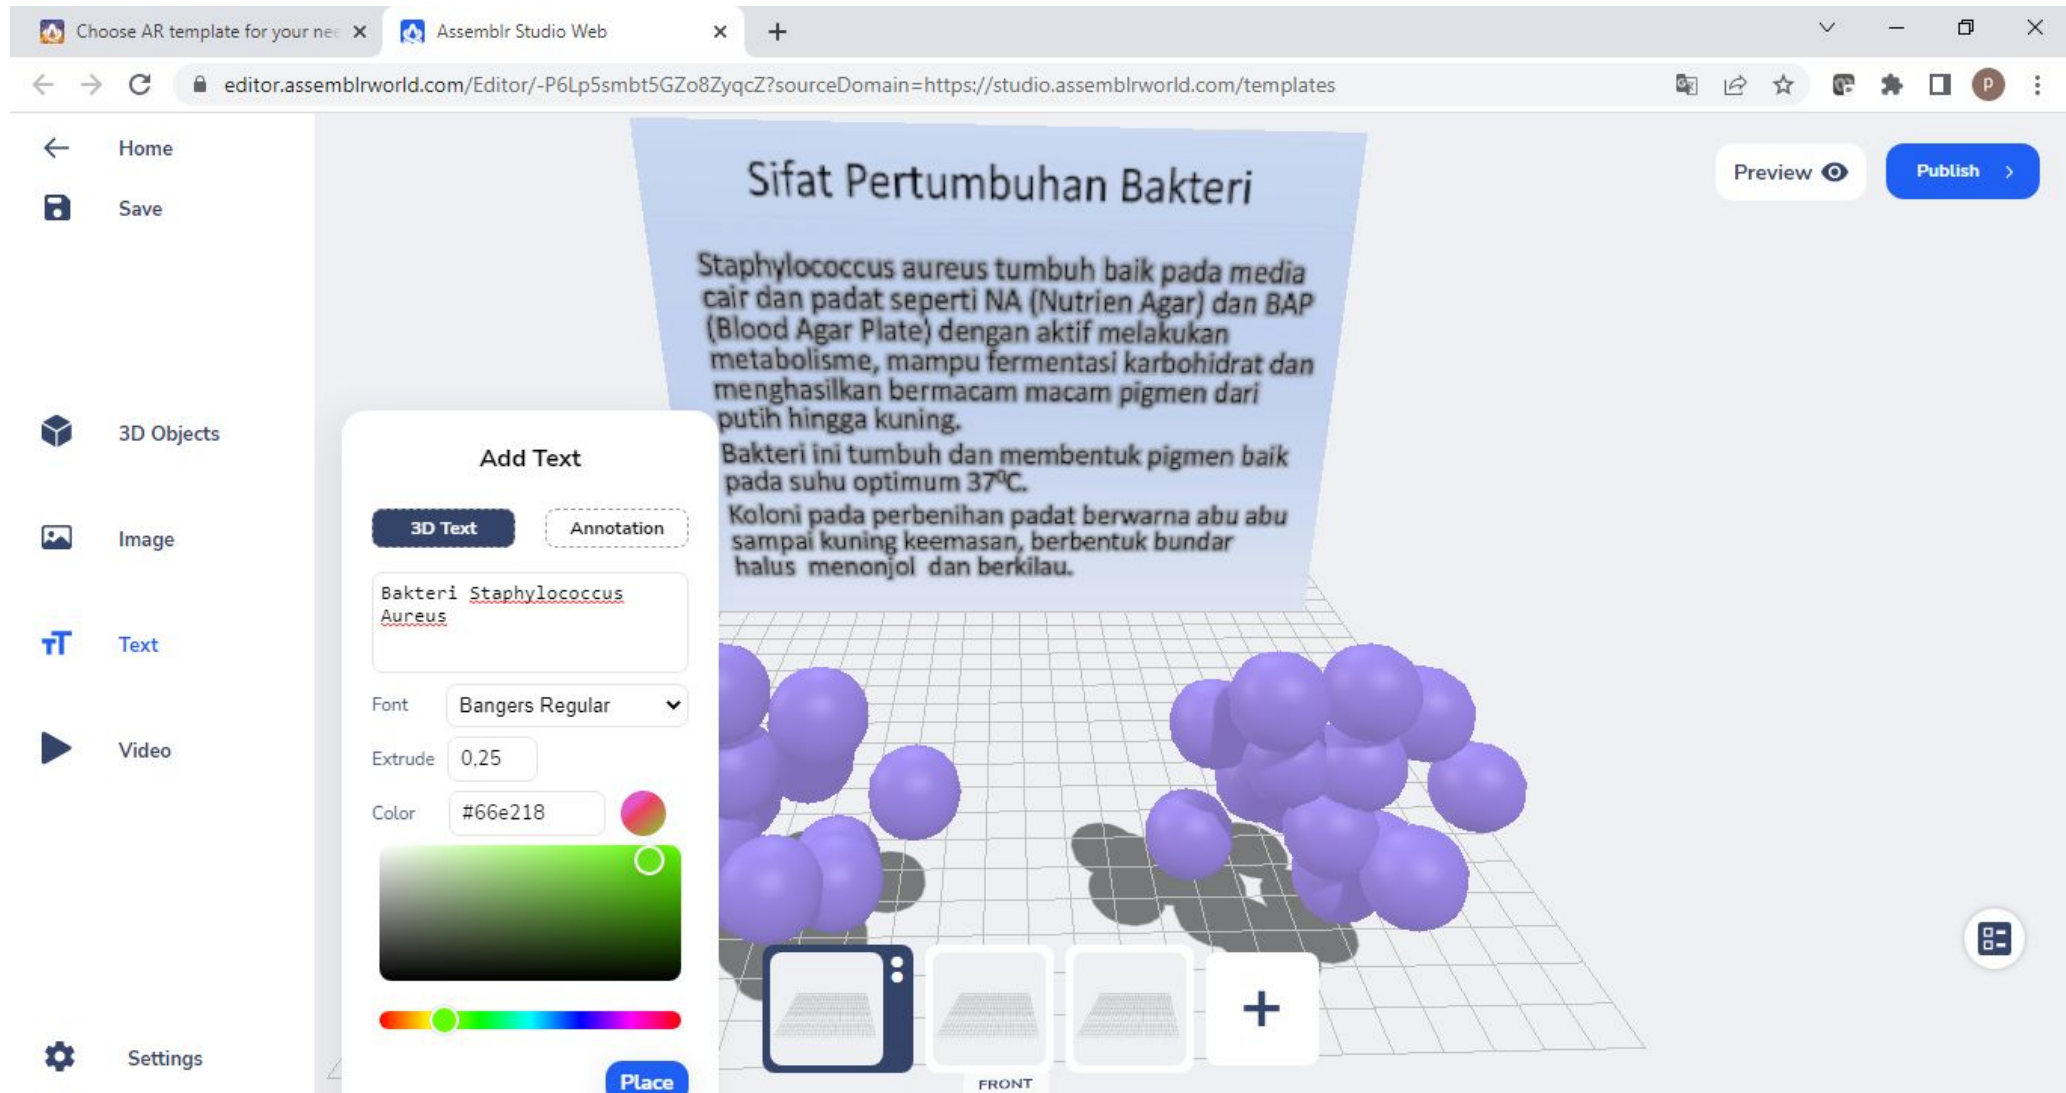 Choose AR template for your nee
Assemblr Studio Web
editor.assemblrworld.com/Editor/-P6Lp5smbt5GZo8ZyqcZ?sourceDomain=https://studio.assemblrworld.com/templates
P
Home
Save
Preview
Publish
Sifat Pertumbuhan Bakteri
Staphylococcus aureus tumbuh baik pada media
cair dan padat seperti NA (Nutrien Agar) dan BAP
(Blood Agar Plate) dengan aktif melakukan
metabolisme, mampu fermentasi karbohidrat dan
menghasilkan bermacam macam pigmen dari
putih hingga kuning.
Bakteri ini tumbuh dan membentuk pigmen baik
pada suhu optimum 37⁰C.
Koloni pada perbenihan padat berwarna abu abu
sampai kuning keemasan, berbentuk bundar
halus menonjol dan berkilau.
3D Objects
Image
Text
Video
Settings
Add Text
3D Text
Annotation
Bakteri Staphylococcus
Aureus
Font
Bangers Regular
Extrude
0,25
Color
#66e218
Place
FRONT